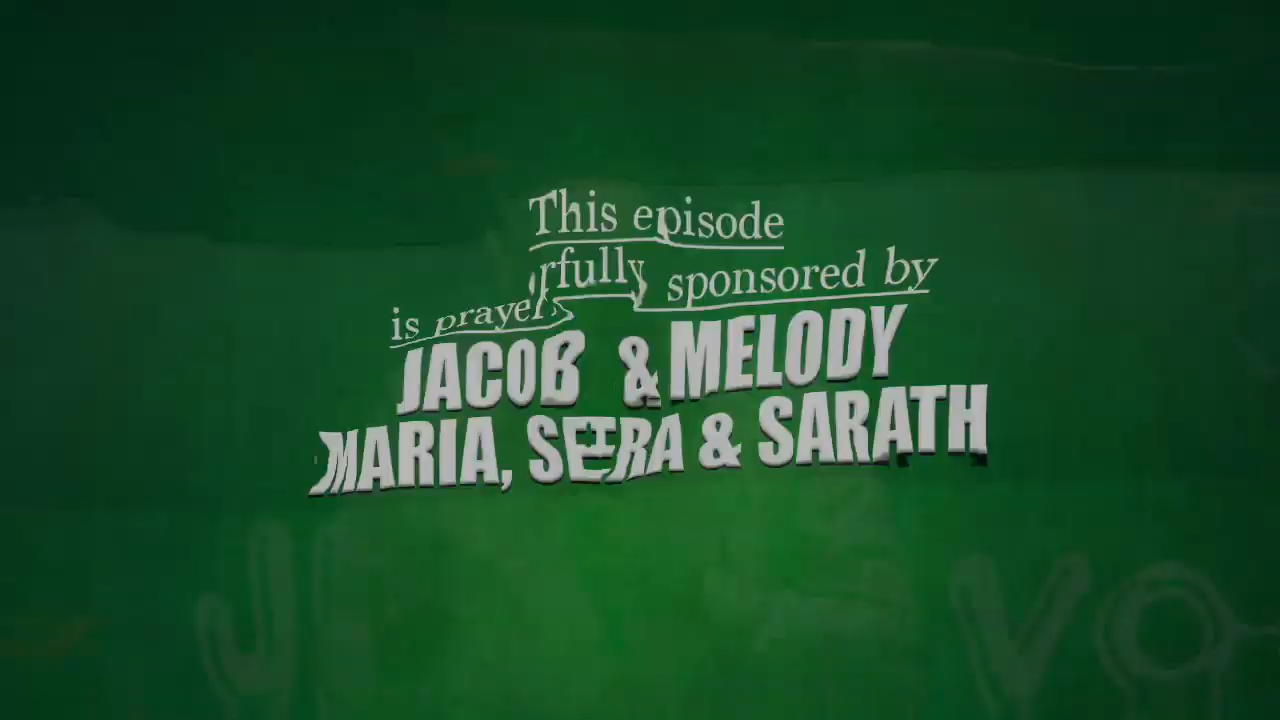 This episode
is prayerfully sponsored by
JACOB & MELODY
MARIA, SERA & SARATH